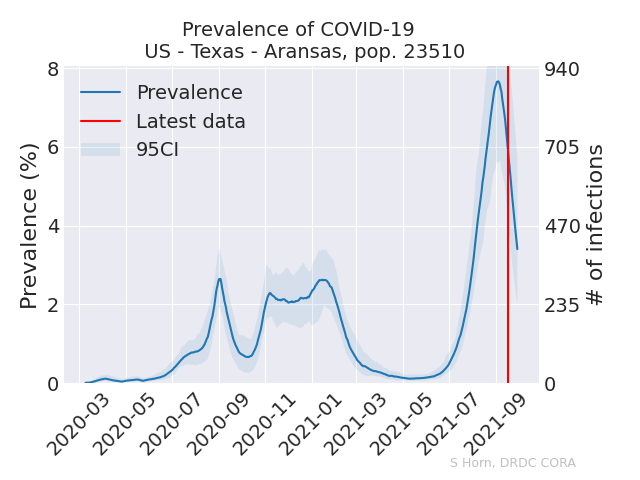 Prevalence of COVID-19
US - Texas - Aransas, pop. 23510
Prevalence
Latest data
95CI
Prevalence (%)
8
6
4
2
0
# of infections
940
705
470
235
0
2020-03
2020-05
2020-07
2020-09
2020-11
2021-01
2021-03
2021-05
2021-07
2021-09
S Horn, DRDC CORA